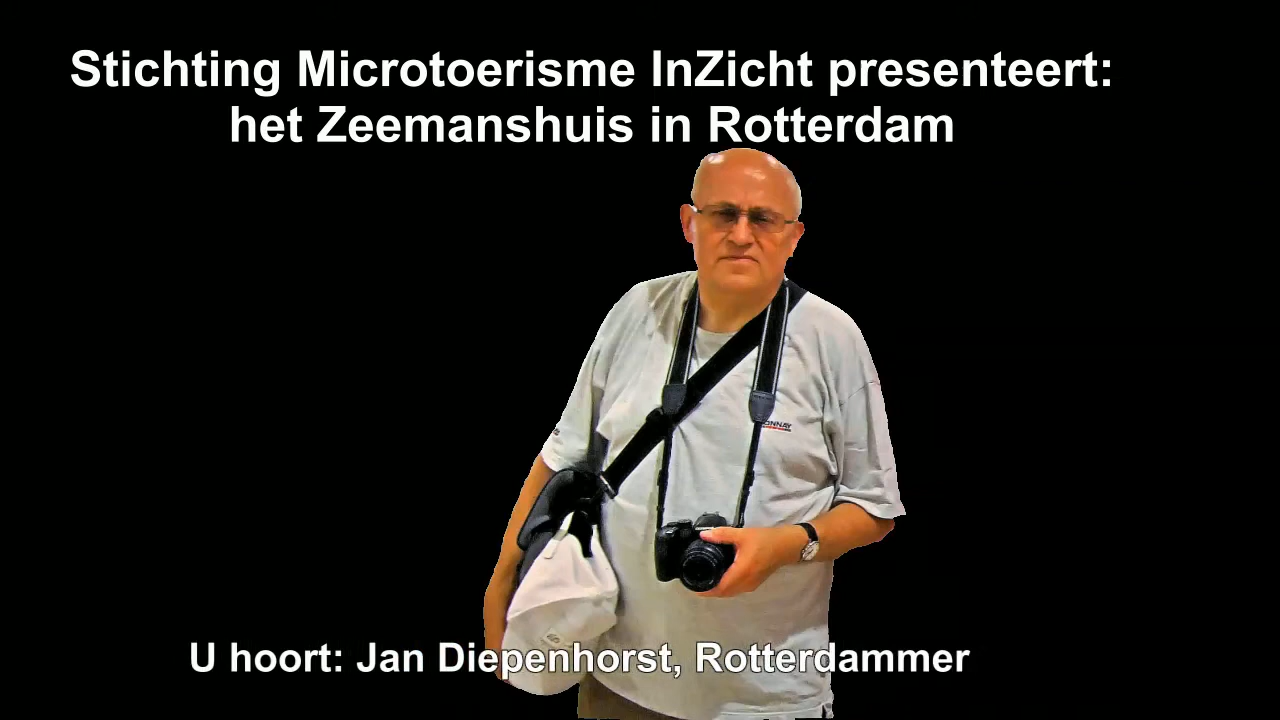 Stichting Microtoerisme InZicht presenteert:
het Zeemanshuis in Rotterdam
U hoort: Jan Diepenhorst, Rotterdammer